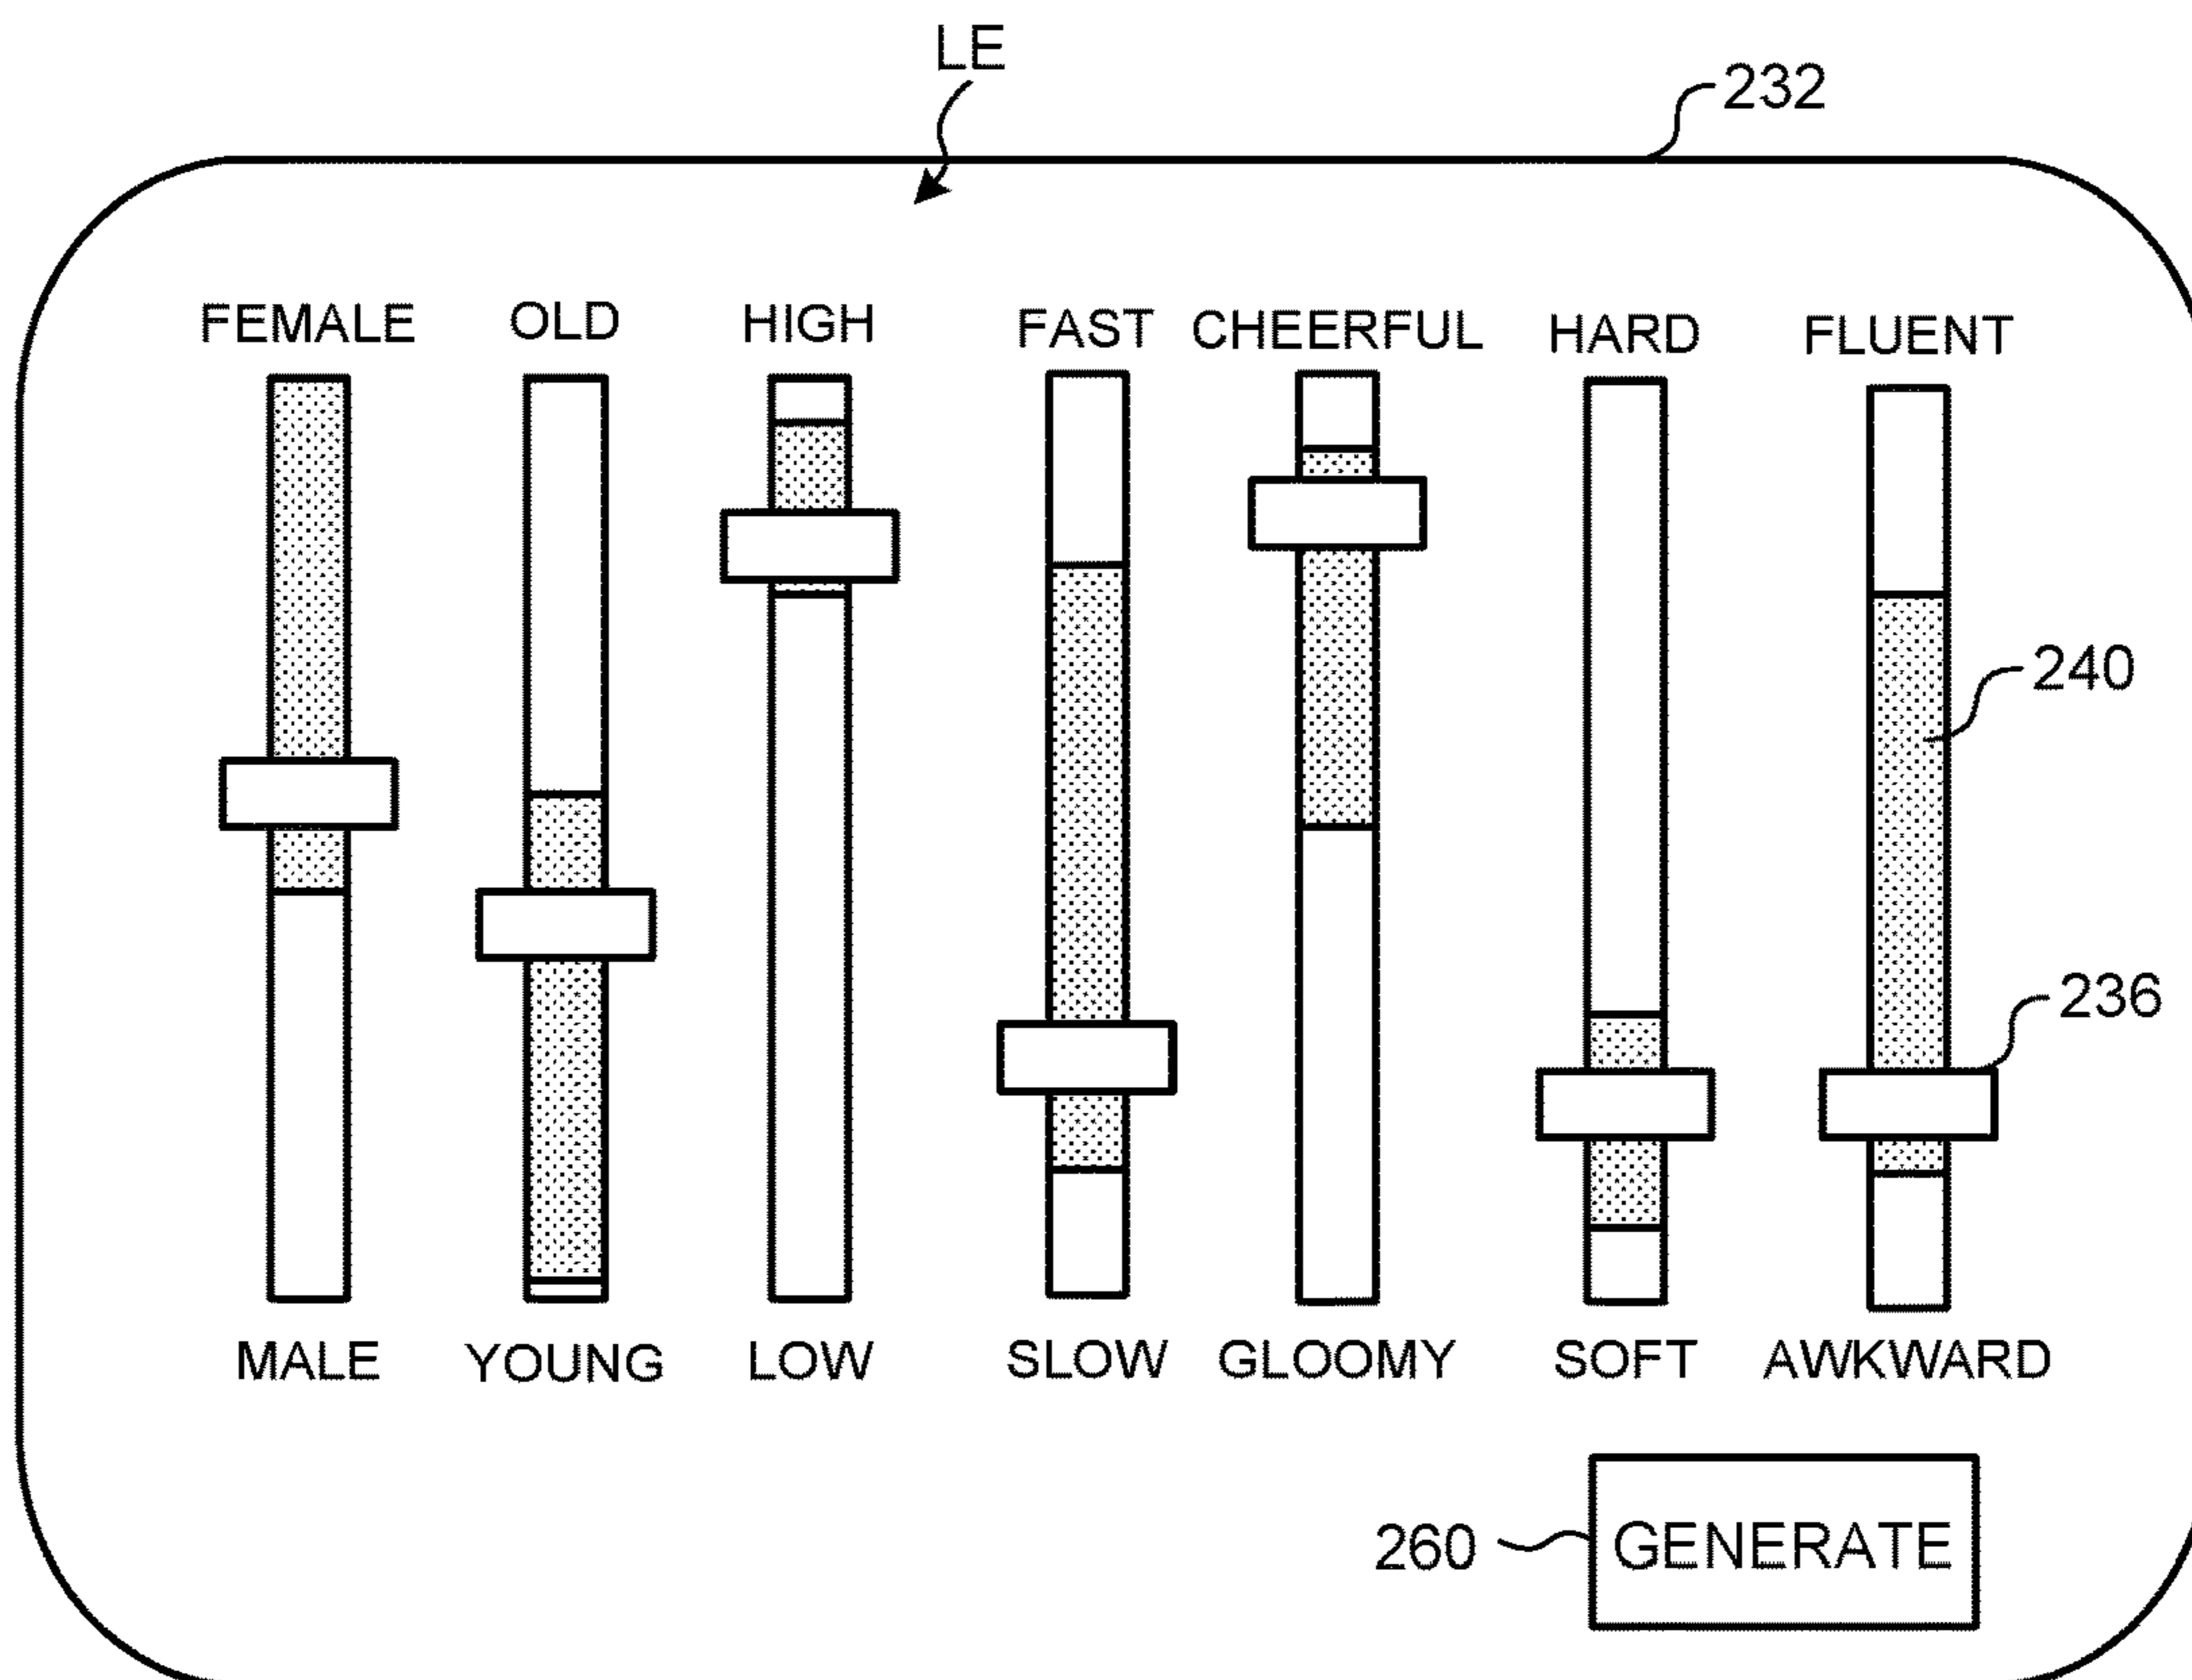 LE
232
FEMALE OLD HIGH FAST CHEERFUL HARD FLUENT
240
236
MALE YOUNG LOW SLOW GLOOMY SOFT AWKWARD
260 GENERATE